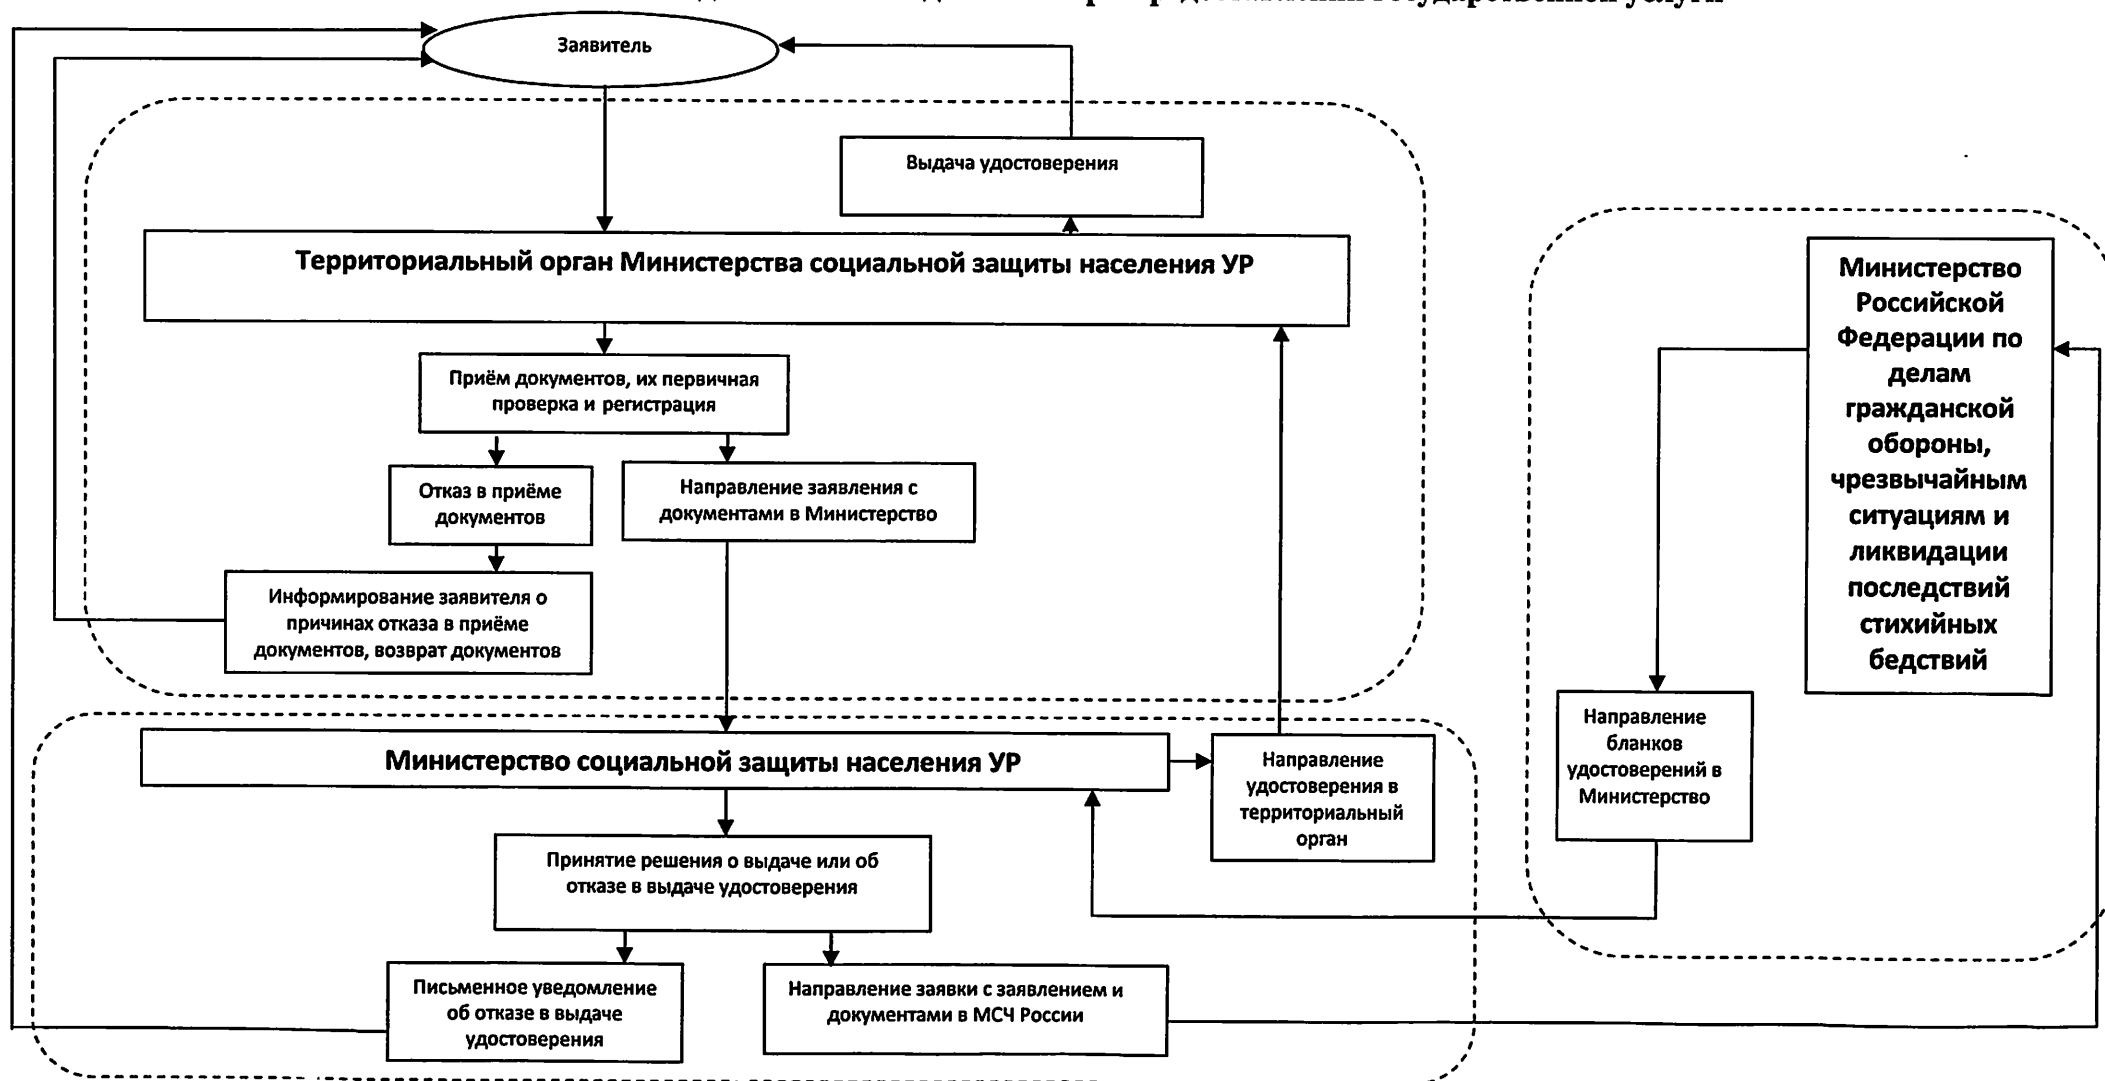 государственной услуги
Заявитель
Выдача удостоверения
Территориальный орган Министерства социальной защиты населения УР
Приём документов, их первичная
проверка и регистрация
Отказ в приёме
документов
Направление заявления с
документами в Министерство
Информирование заявителя о
причинах отказа в приёме
документов, возврат документов
Министерство социальной защиты населения УР
Направление
удостоверения в
территориальный
орган
Принятие решения о выдаче или об
отказе в выдаче удостоверения
Письменное уведомление
об отказе в выдаче
удостоверения
Направление заявки с заявлением и
документами в МСЧ России
Министерство
Российской
Федерации по
делам
гражданской
обороны,
чрезвычайным
ситуациям и
ликвидации
последствий
стихийных
бедствий
Направление
бланков
удостоверений в
Министерство